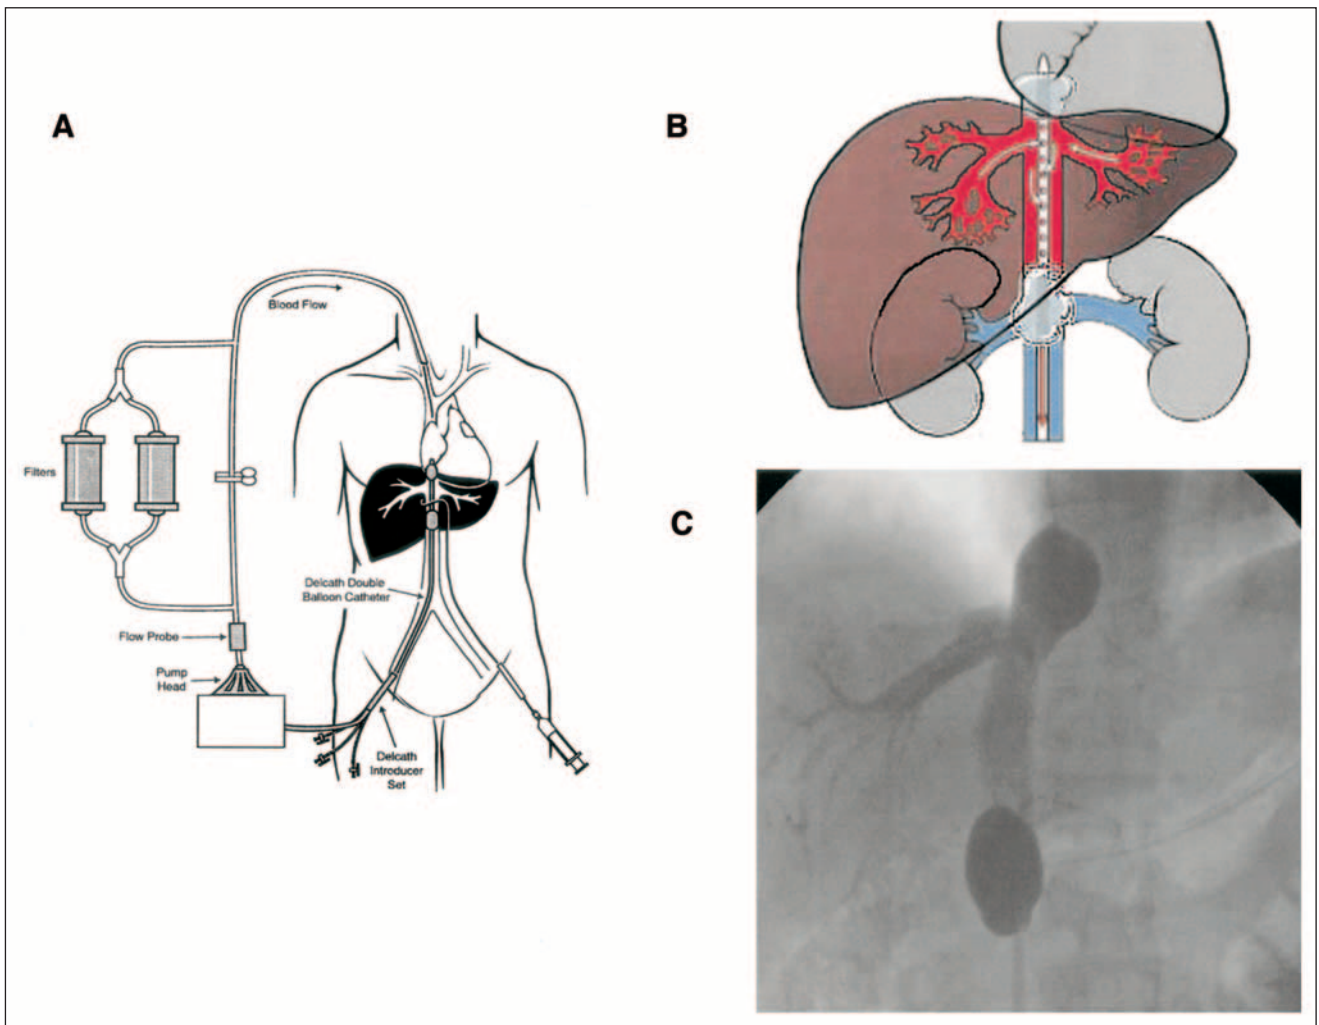 A
B
Blood Flow
Filters
C
Delcath Double
Balloon Catheter
Flow Probe
Pump
Head
Delcath
Introducer
Set